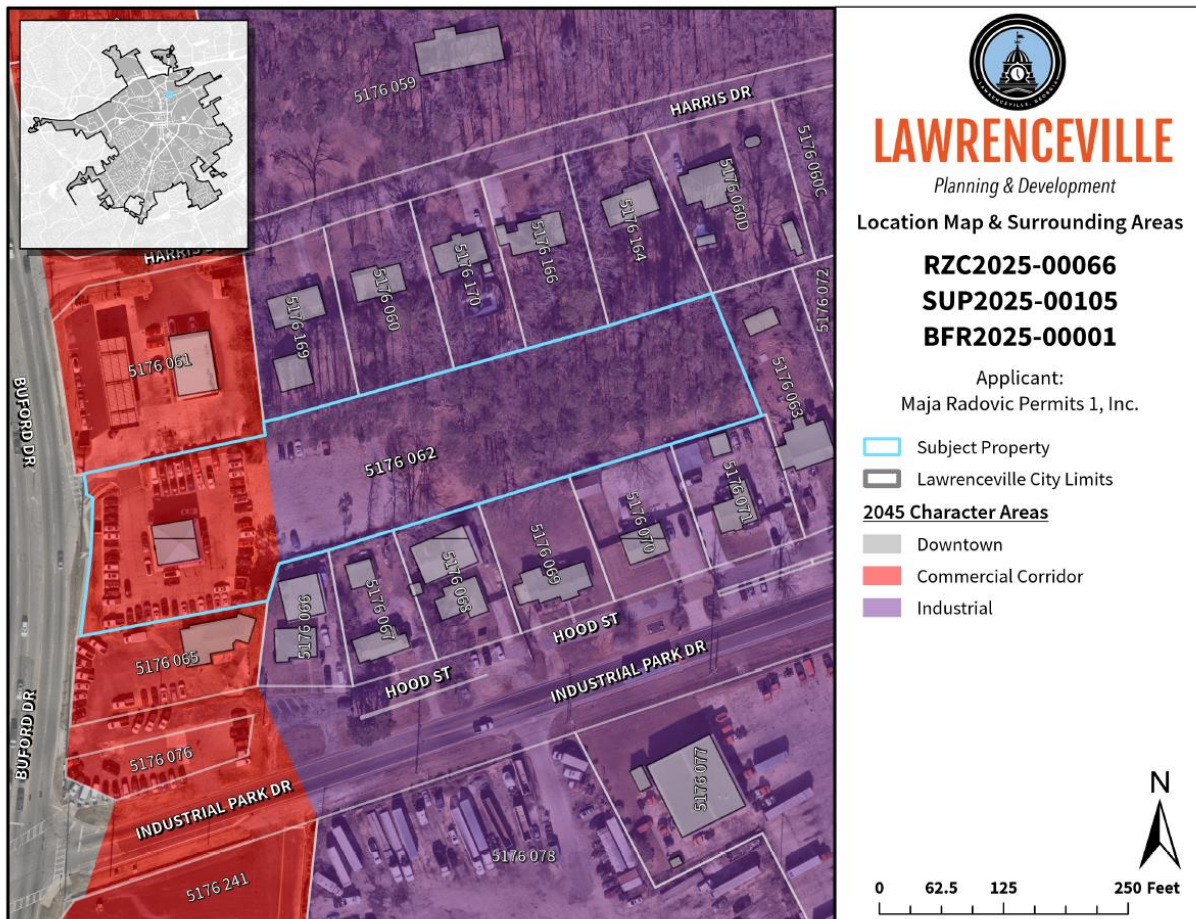 LAWRENCEVILLE, GEORGIA
LAWRENCEVILLE
Planning & Development
Location Map & Surrounding Areas
RZC2025-00066
SUP2025-00105
BFR2025-00001
Applicant:
Maja Radovic Permits 1, Inc.
Subject Property
Lawrenceville City Limits
2045 Character Areas
Downtown
Commercial Corridor
Industrial
N
0 62.5 125 250 Feet
5176 059
HARRIS DR
5176 060C
5176 060D
5176 164
5176 166
5176 170
5176 060
5176 169
HARRIS
5176 072
5176 061
5176 063
BUFORD DR
5176 062
5176 071
5176 070
5176 069
5176 068
5176 067
5176 066
HOOD ST
5176 065
HOOD ST
INDUSTRIAL PARK DR
BUFORD DR
5176 076
5176 077
INDUSTRIAL PARK DR
5176 078
5176 241